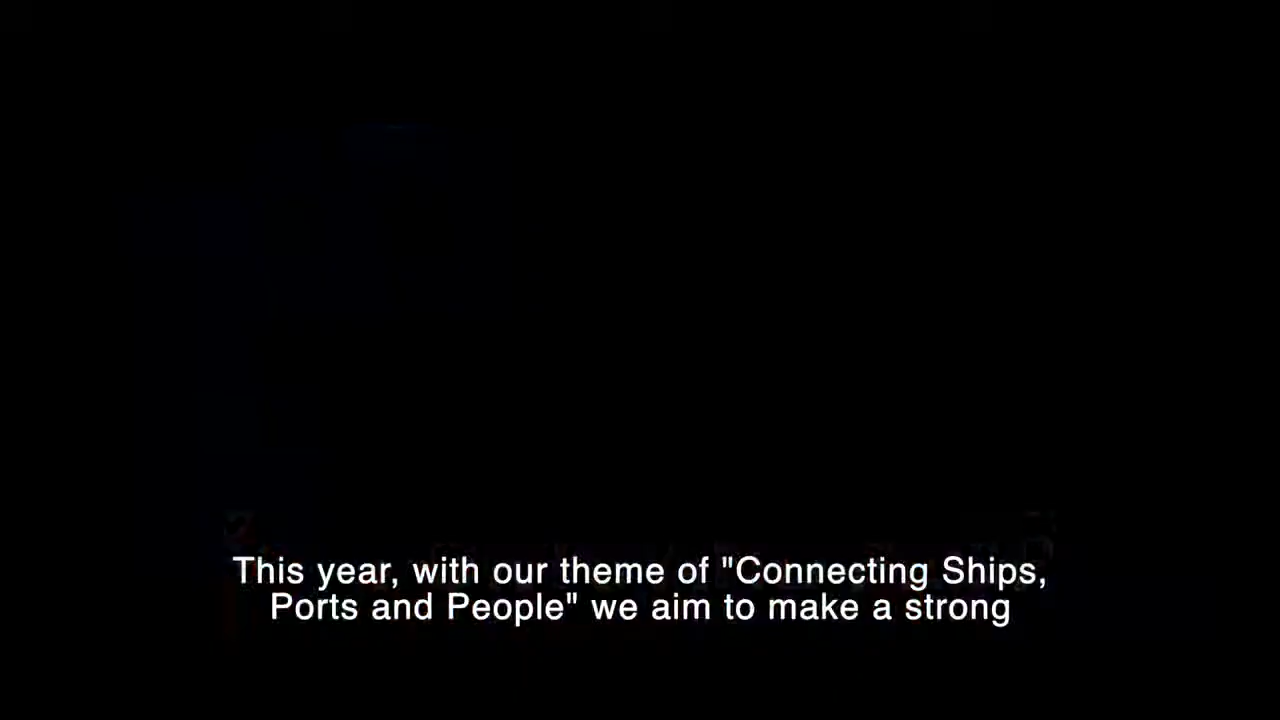 This year, with our theme of "Connecting Ships,
Ports and People" we aim to make a strong